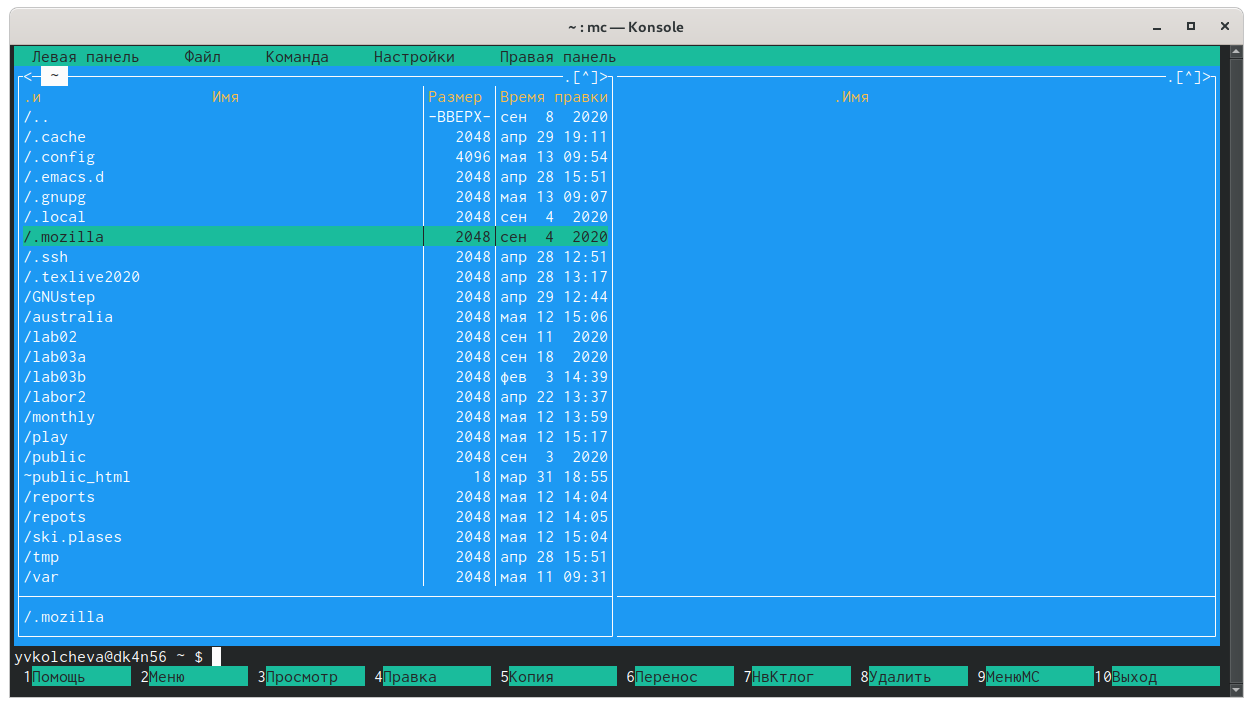 ~ : mc — Konsole
Левая панель Файл Команда Настройки Правая панель
<─ ~ .[^]> .[^]>
.и Имя Размер Время правки .Имя
/.. -ВВЕРХ- сен 8 2020
/.cache 2048 апр 29 19:11
/.config 4096 мая 13 09:54
/.emacs.d 2048 апр 28 15:51
/.gnupg 2048 мая 13 09:07
/.local 2048 сен 4 2020
/.mozilla 2048 сен 4 2020
/.ssh 2048 апр 28 12:51
/.texlive2020 2048 апр 28 13:17
/GNUstep 2048 апр 29 12:44
/australia 2048 мая 12 15:06
/lab02 2048 сен 11 2020
/lab03a 2048 сен 18 2020
/lab03b 2048 фев 3 14:39
/labor2 2048 апр 22 13:37
/monthly 2048 мая 12 13:59
/play 2048 мая 12 15:17
/public 2048 сен 3 2020
~public_html 18 мар 31 18:55
/reports 2048 мая 12 14:04
/repots 2048 мая 12 14:05
/ski.plases 2048 мая 12 15:04
/tmp 2048 апр 28 15:51
/var 2048 мая 11 09:31
/.mozilla
yvkolcheva@dk4n56 ~ $
1Помощь 2Меню 3Просмотр 4Правка 5Копия 6Перенос 7НвКтлог 8Удалить 9МенюMC 10Выход